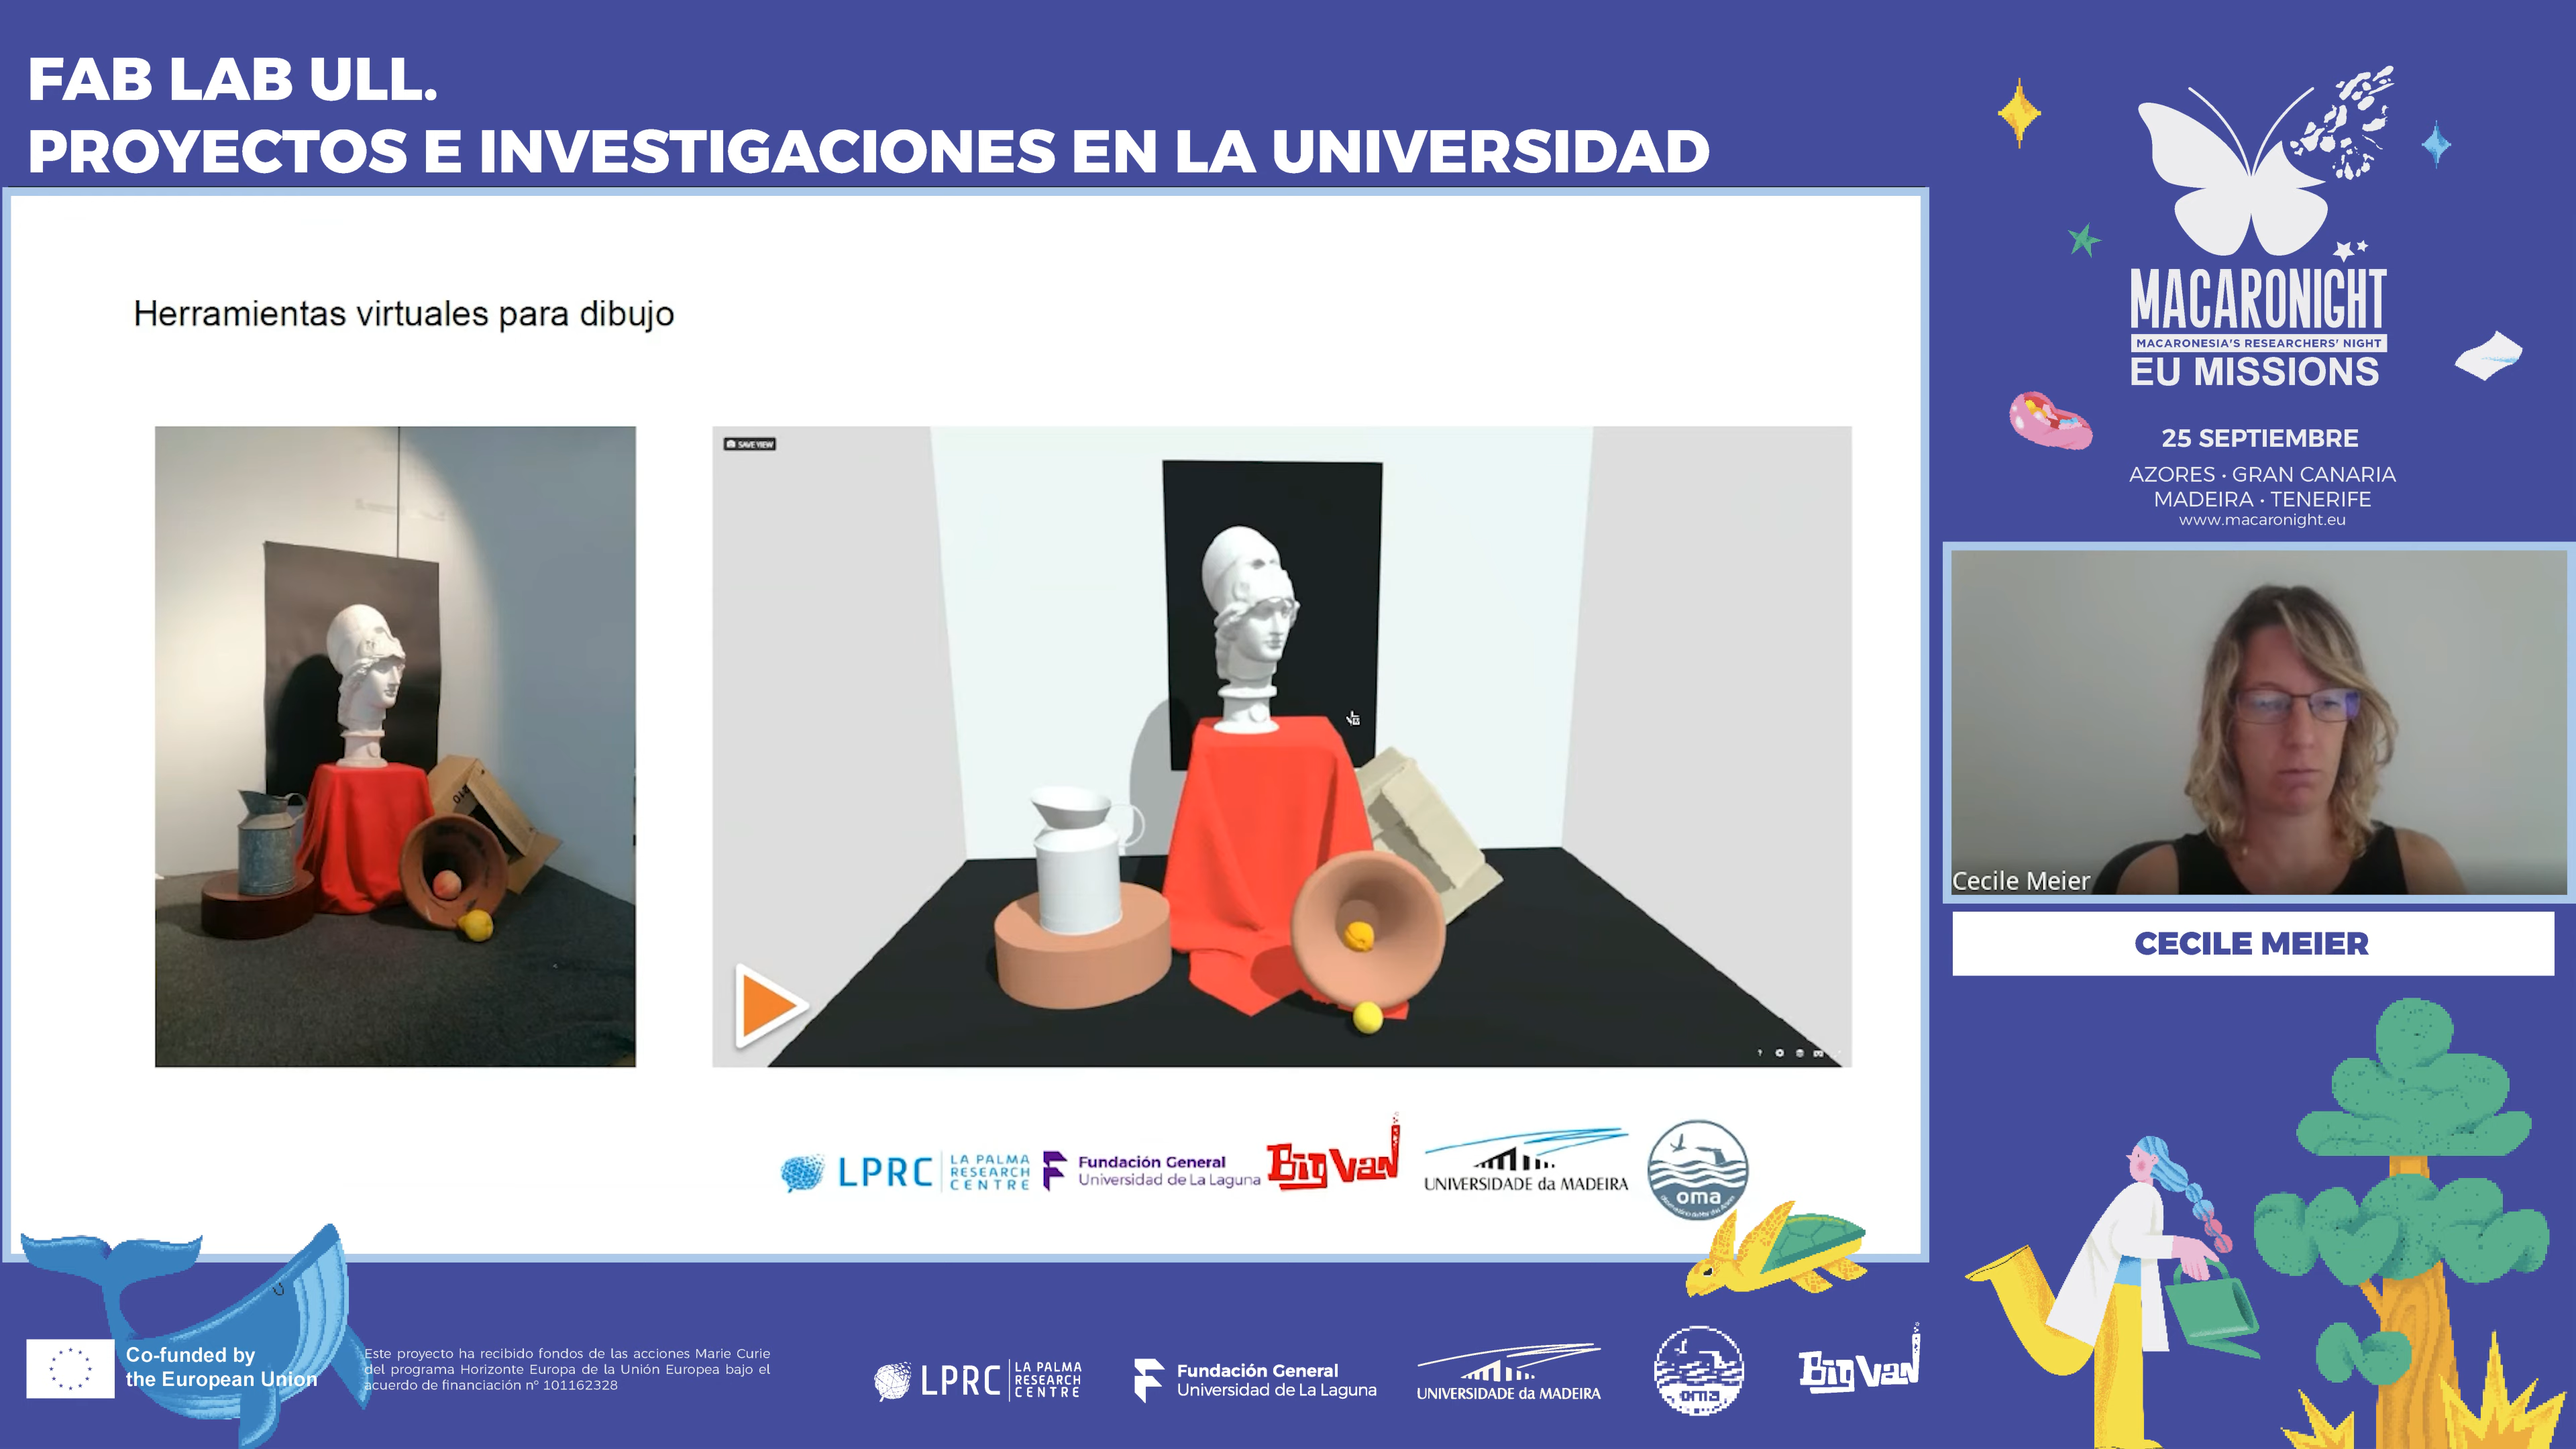 FAB LAB ULL.
PROYECTOS E INVESTIGACIONES EN LA UNIVERSIDAD
Herramientas virtuales para dibujo
SAVE VIEW
LPRC
LA PALMA
RESEARCH
CENTRE
Fundación General
Universidad de La Laguna
BigVan
UNIVERSIDADE da MADEIRA
oma
MACARONIGHT
MACARONESIA'S RESEARCHERS' NIGHT
EU MISSIONS
25 SEPTIEMBRE
AZORES · GRAN CANARIA
MADEIRA · TENERIFE
www.macaronight.eu
Cecile Meier
CECILE MEIER
Co-funded by
the European Union
Este proyecto ha recibido fondos de las acciones Marie Curie
del programa Horizonte Europa de la Unión Europea bajo el
acuerdo de financiación nº 101162328
LPRC
LA PALMA
RESEARCH
CENTRE
Fundación General
Universidad de La Laguna
UNIVERSIDADE da MADEIRA
oma
BigVan